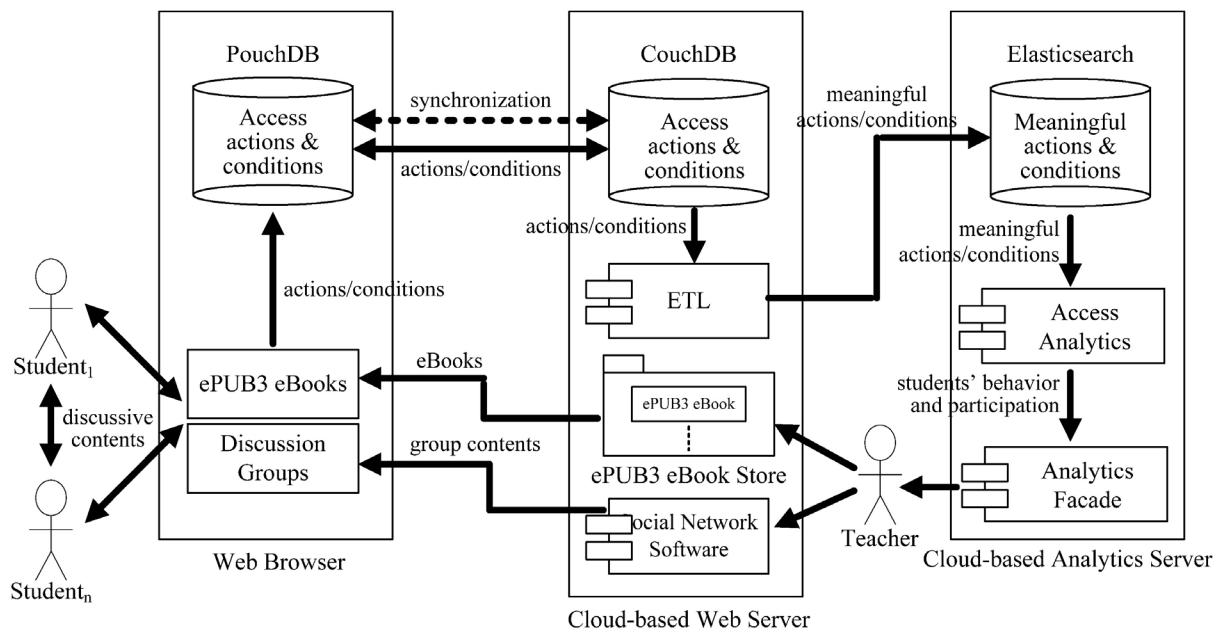 PouchDB
Access
actions &
conditions
actions/conditions
ePUB3 eBooks
Discussion
Groups
Web Browser
Student1
discussive
contents
Studentn
synchronization
actions/conditions
eBooks
group contents
CouchDB
Access
actions &
conditions
actions/conditions
ETL
ePUB3 eBook
ePUB3 eBook Store
Social Network
Software
Cloud-based Web Server
meaningful
actions/conditions
Teacher
Elasticsearch
Meaningful
actions &
conditions
meaningful
actions/conditions
Access
Analytics
students' behavior
and participation
Analytics
Facade
Cloud-based Analytics Server